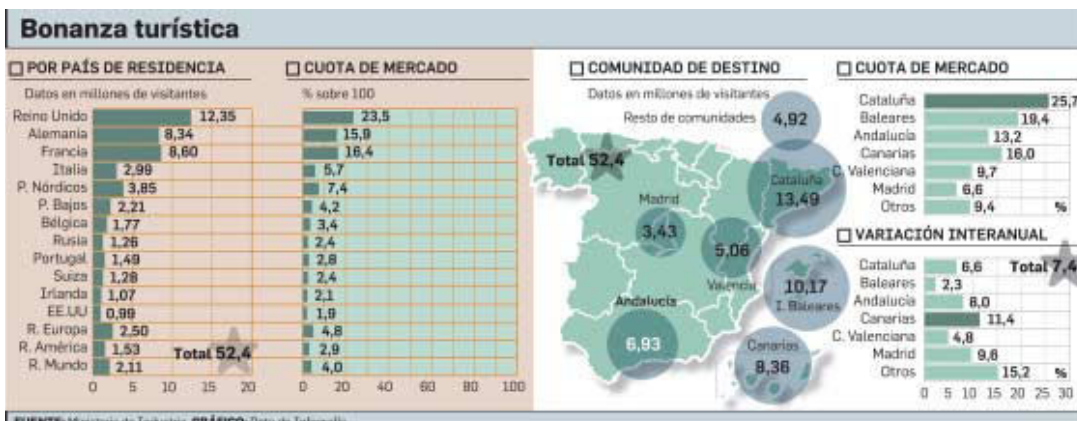 Bonanza turística
POR PAÍS DE RESIDENCIA
Datos en millones de visitantes
Reino Unido 12,35
Alemania 8,34
Francia 8,60
Italia 2,99
P. Nórdicos 3,85
P. Bajos 2,21
Bélgica 1,77
Rusia 1,26
Portugal 1,49
Suiza 1,28
Irlanda 1,07
EE.UU 0,99
R. Europa 2,50
R. América 1,53
R. Mundo 2,11
Total 52,4
0 5 10 15 20
CUOTA DE MERCADO
% sobre 100
23,5
15,9
16,4
5,7
7,4
4,2
3,4
2,4
2,8
2,4
2,1
1,9
4,8
2,9
4,0
0 20 40 60 80 100
COMUNIDAD DE DESTINO
Datos en millones de visitantes
Resto de comunidades 4,92
Total 52,4
Cataluña
13,49
Madrid
3,43
5,06
Valencia
10,17
I. Baleares
Andalucía
6,93
Canarias
8,36
CUOTA DE MERCADO
Cataluña 25,7
Baleares 19,4
Andalucía 13,2
Canarias 16,0
C. Valenciana 9,7
Madrid 6,6
Otros 9,4 %
VARIACIÓN INTERANUAL
Cataluña 6,6 Total 7,4
Baleares 2,3
Andalucía 8,0
Canarias 11,4
C. Valenciana 4,8
Madrid 9,6
Otros 15,2 %
0 5 10 15 20 25 30